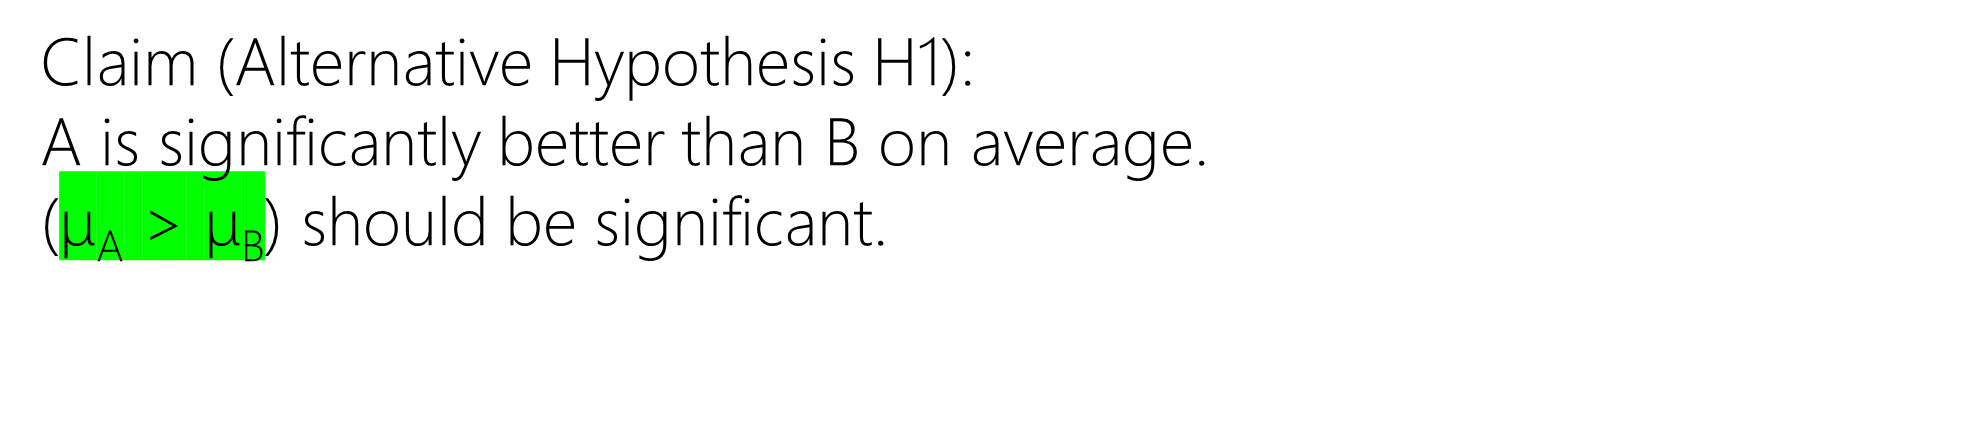 Claim (Alternative Hypothesis H1):
A is significantly better than B on average.
(μA > μB) should be significant.